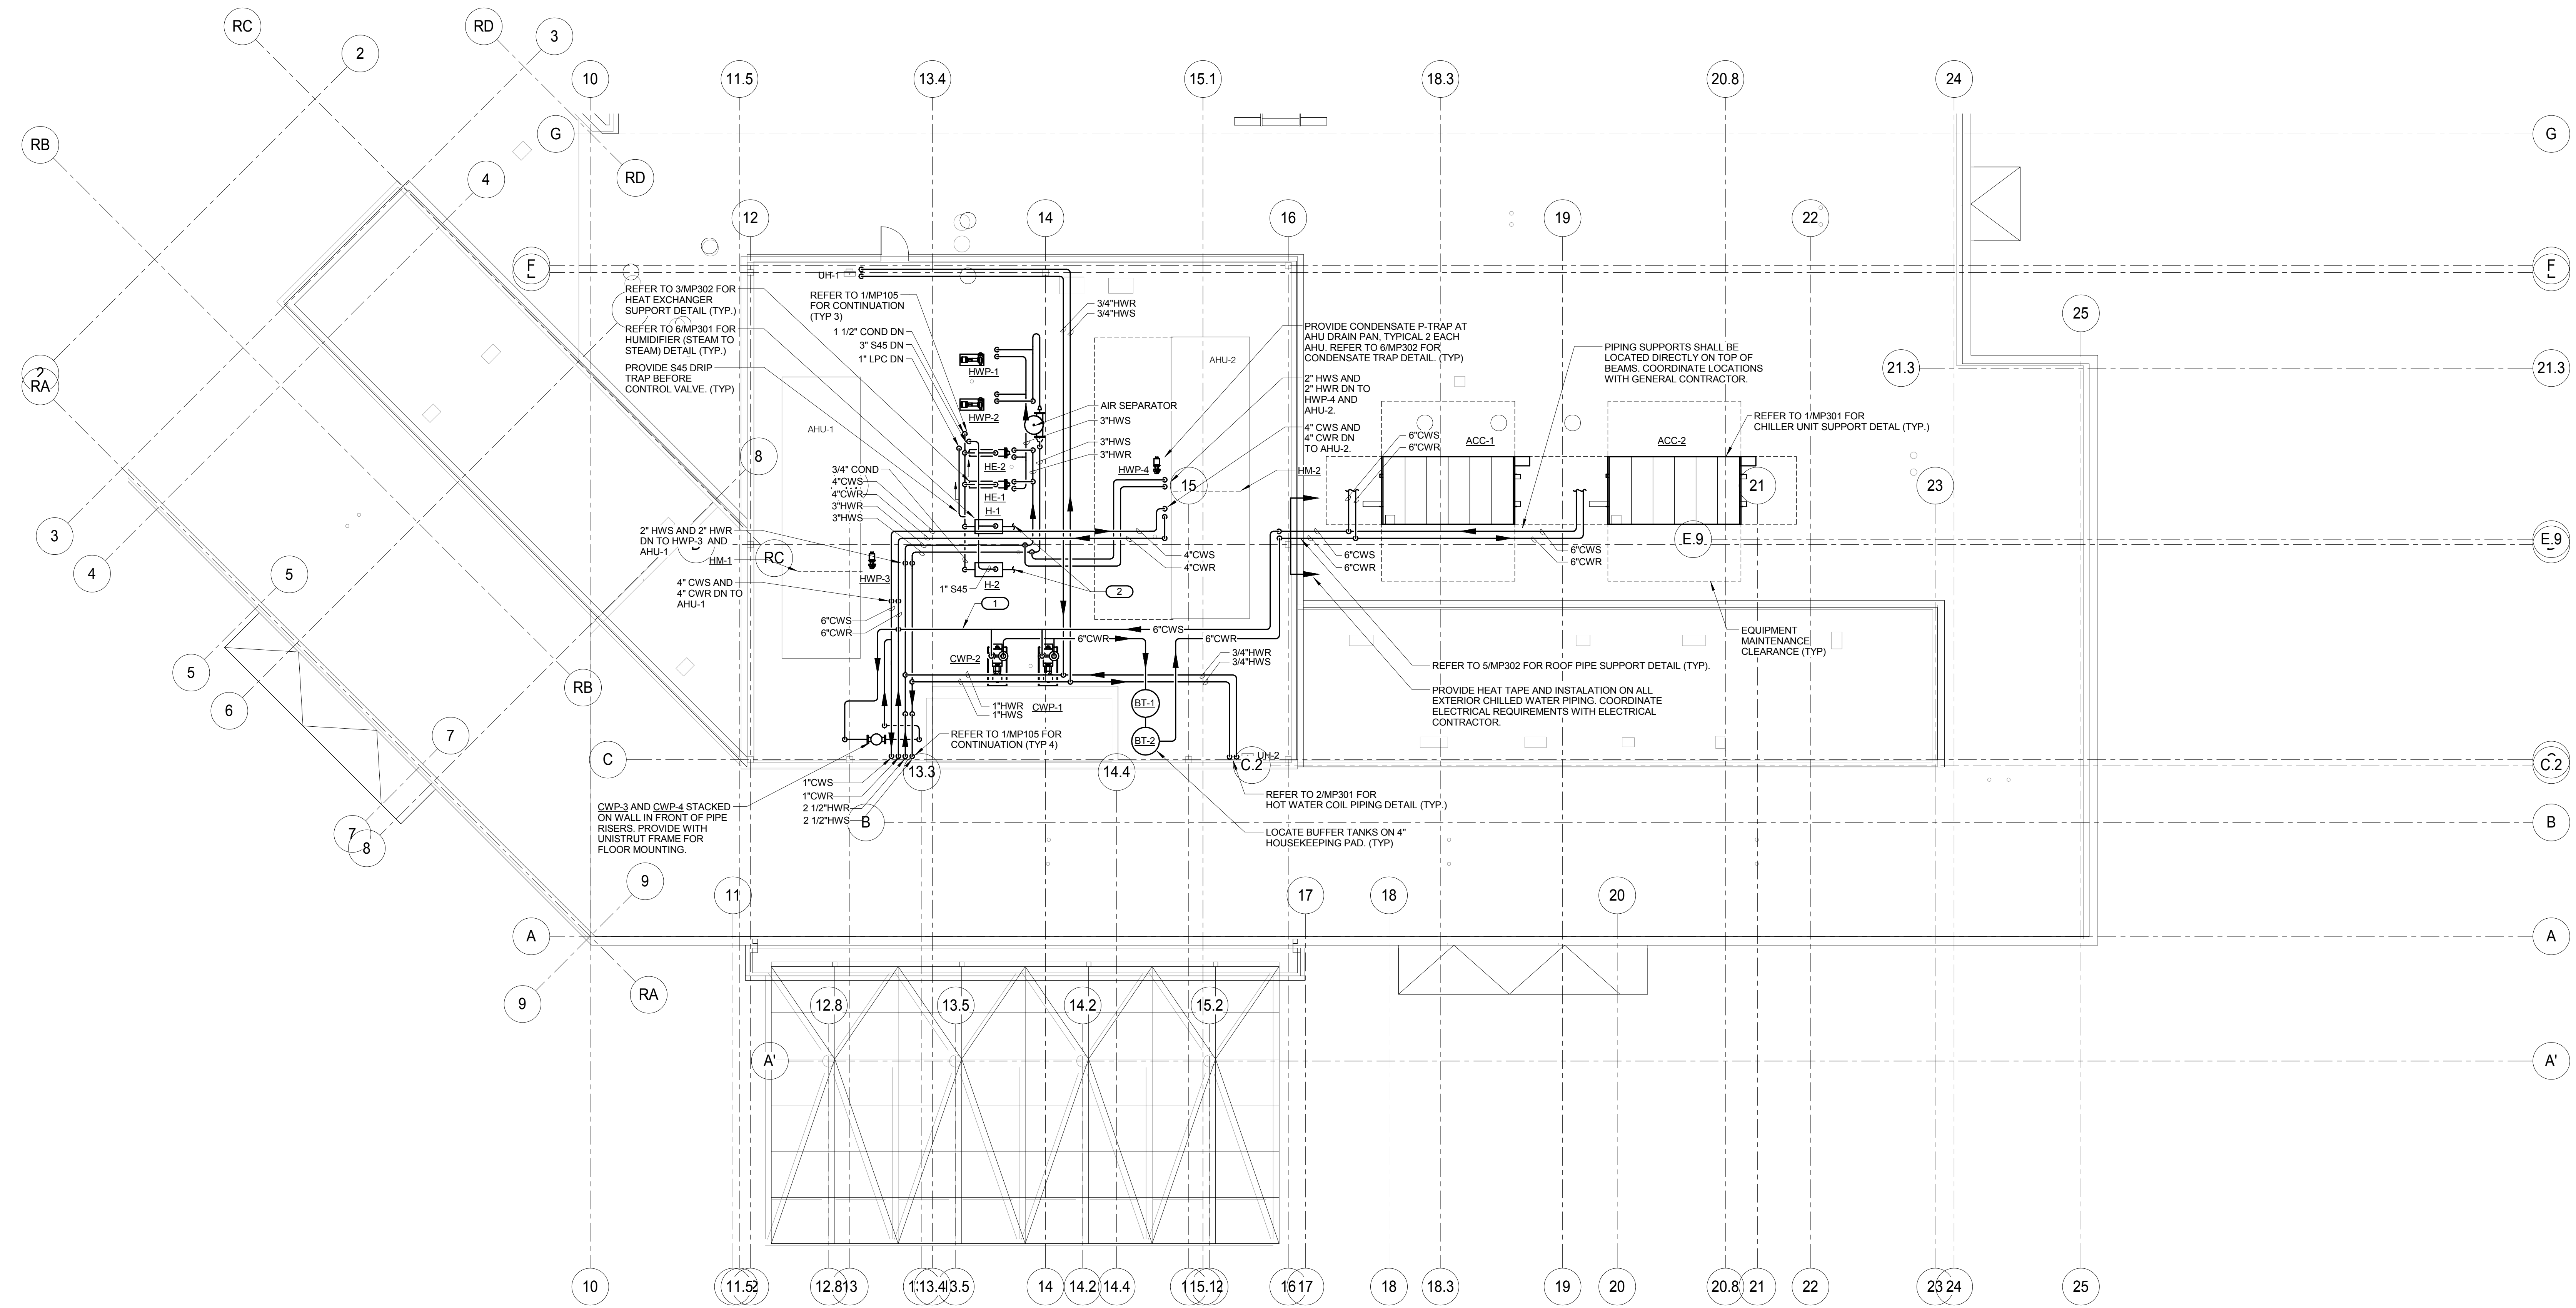 RC
RD
2
3
10
11.5
13.4
15.1
18.3
20.8
24
RB
G
G
4
RD
12
14
16
19
22
F
F
UH-1
REFER TO 3/MP302 FOR
HEAT EXCHANGER
SUPPORT DETAIL (TYP.)
REFER TO 6/MP301 FOR
HUMIDIFIER (STEAM TO
STEAM) DETAIL (TYP.)
PROVIDE S45 DRIP
TRAP BEFORE
CONTROL VALVE. (TYP)
REFER TO 1/MP105
FOR CONTINUATION
(TYP 3)
1 1/2" COND DN
3" S45 DN
1" LPC DN
3/4"HWR
3/4"HWS
HWP-1
HWP-2
AHU-1
AHU-2
AIR SEPARATOR
3"HWS
3"HWS
3"HWR
HE-2
HE-1
H-1
HWP-4
PROVIDE CONDENSATE P-TRAP AT
AHU DRAIN PAN, TYPICAL 2 EACH
AHU. REFER TO 6/MP302 FOR
CONDENSATE TRAP DETAIL. (TYP)
2" HWS AND
2" HWR DN TO
HWP-4 AND
AHU-2.
4" CWS AND
4" CWR DN
TO AHU-2.
HM-2
15
PIPING SUPPORTS SHALL BE
LOCATED DIRECTLY ON TOP OF
BEAMS. COORDINATE LOCATIONS
WITH GENERAL CONTRACTOR.
REFER TO 1/MP301 FOR
CHILLER UNIT SUPPORT DETAL (TYP.)
ACC-1
ACC-2
6"CWS
6"CWR
25
21.3
21.3
2
RA
8
21
23
3/4" COND
4"CWS
4"CWR
3"HWR
3"HWS
2" HWS AND 2" HWR
DN TO HWP-3 AND
AHU-1
HM-1
RC
HWP-3
4" CWS AND
4" CWR DN TO
AHU-1
3
4
5
E.9
E.9
4"CWS
4"CWR
6"CWS
6"CWR
6"CWS
6"CWR
1" S45
H-2
1
2
6"CWS
6"CWR
6"CWS
6"CWR
6"CWR
CWP-2
CWP-1
3/4"HWR
3/4"HWS
1"HWR
1"HWS
BT-1
BT-2
EQUIPMENT
MAINTENANCE
CLEARANCE (TYP)
REFER TO 5/MP302 FOR ROOF PIPE SUPPORT DETAIL (TYP).
PROVIDE HEAT TAPE AND INSTALATION ON ALL
EXTERIOR CHILLED WATER PIPING. COORDINATE
ELECTRICAL REQUIREMENTS WITH ELECTRICAL
CONTRACTOR.
5
RB
6
7
REFER TO 1/MP105 FOR
CONTINUATION (TYP 4)
C
13.3
14.4
C.2
UH-2
C.2
1"CWS
1"CWR
2 1/2"HWR
2 1/2"HWS
CWP-3 AND CWP-4 STACKED
ON WALL IN FRONT OF PIPE
RISERS. PROVIDE WITH
UNISTRUT FRAME FOR
FLOOR MOUNTING.
REFER TO 2/MP301 FOR
HOT WATER COIL PIPING DETAIL (TYP.)
LOCATE BUFFER TANKS ON 4"
HOUSEKEEPING PAD. (TYP)
7
8
B
B
9
11
17
18
20
A
A
9
RA
12.8
13.5
14.2
15.2
A'
A'
10
11.5
12.8
13
13.4
13.5
14
14.2
14.4
15.1
16
17
18
18.3
19
20
20.8
21
22
23
24
25